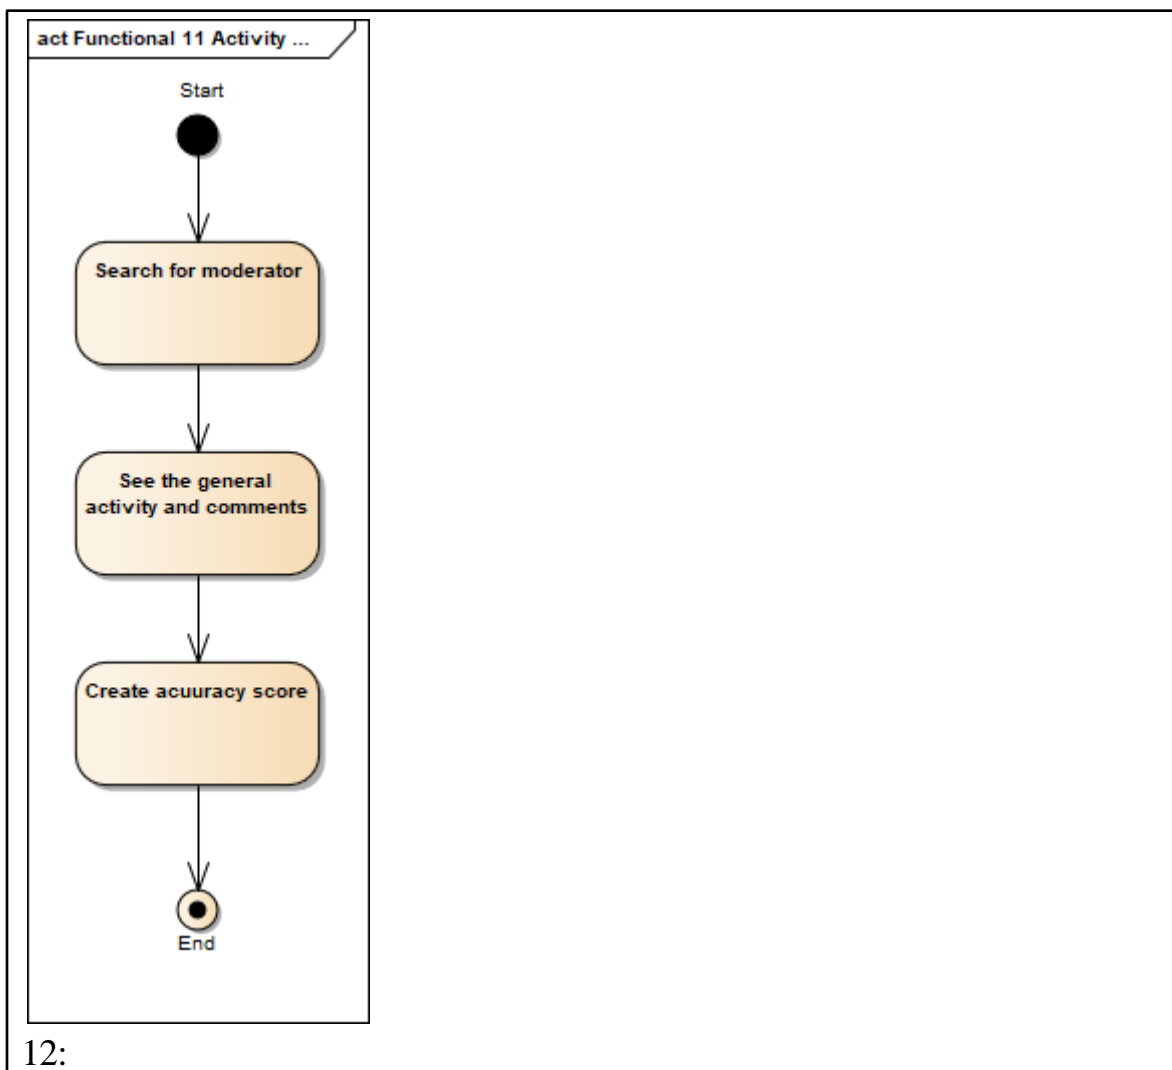 act Functional 11 Activity ...
Start
Search for moderator
See the general
activity and comments
Create acuuracy score
End
12: